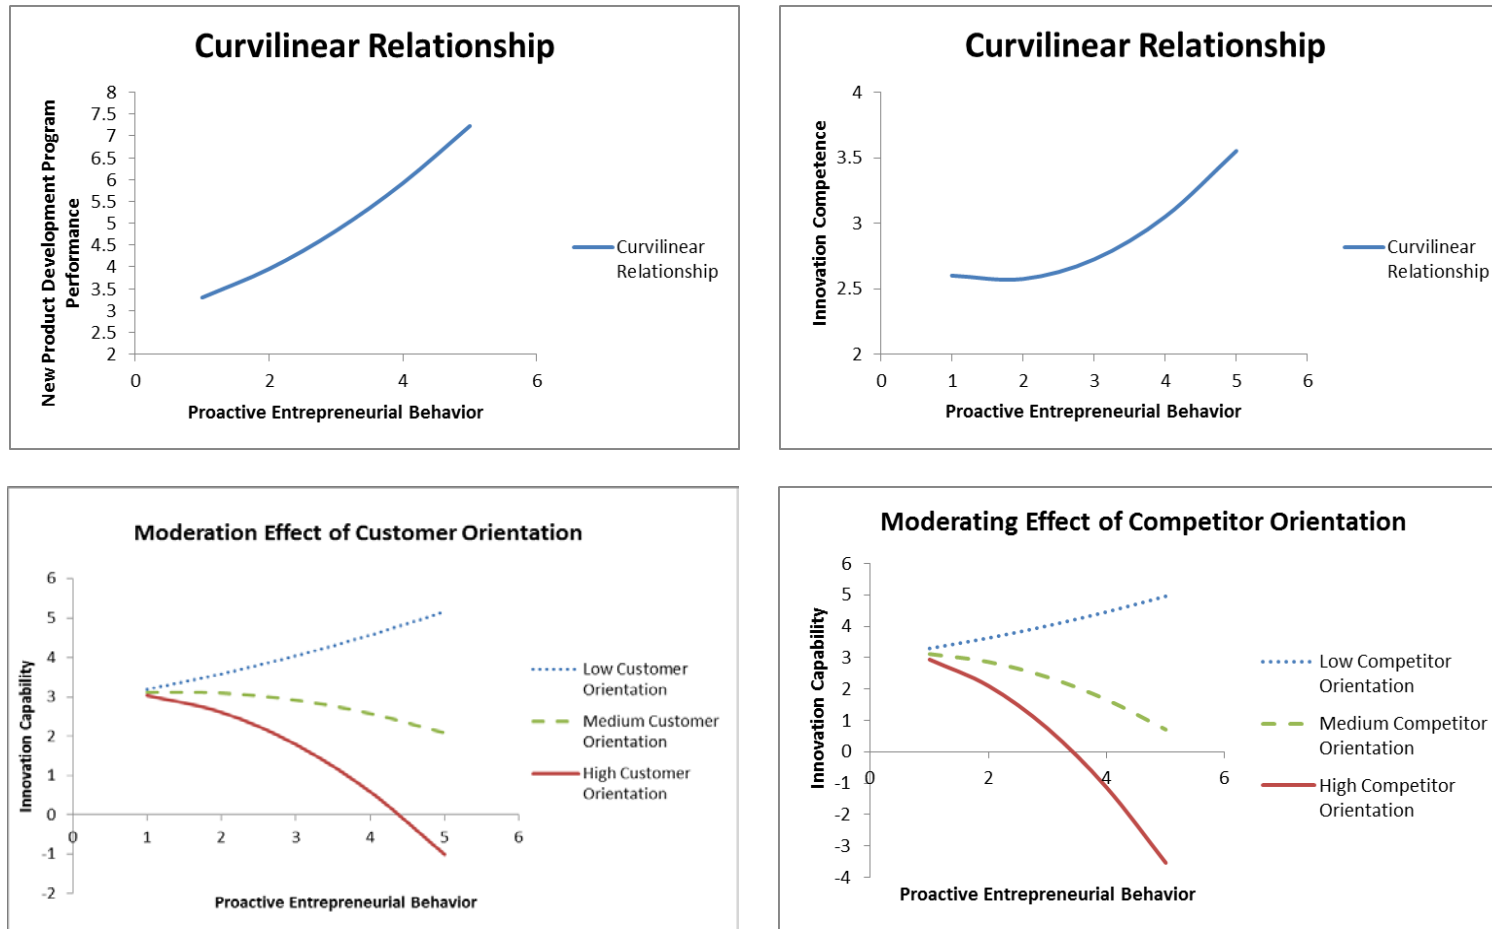 Curvilinear Relationship
New Product Development Program
Performance
8
7.5
7
6.5
6
5.5
5
4.5
4
3.5
3
2.5
2
0
2
4
6
Proactive Entrepreneurial Behavior
Curvilinear
Relationship
Curvilinear Relationship
Innovation Competence
4
3.5
3
2.5
2
0
1
2
3
4
5
6
Proactive Entrepreneurial Behavior
Curvilinear
Relationship
Moderation Effect of Customer Orientation
Innovation Capability
6
5
4
3
2
1
0
-1
-2
0
1
2
3
4
5
6
Proactive Entrepreneurial Behavior
Low Customer
Orientation
Medium Customer
Orientation
High Customer
Orientation
Moderating Effect of Competitor Orientation
Innovation Capability
6
5
4
3
2
1
0
-1
-2
-3
-4
0
2
4
6
Proactive Entrepreneurial Behavior
Low Competitor
Orientation
Medium Competitor
Orientation
High Competitor
Orientation